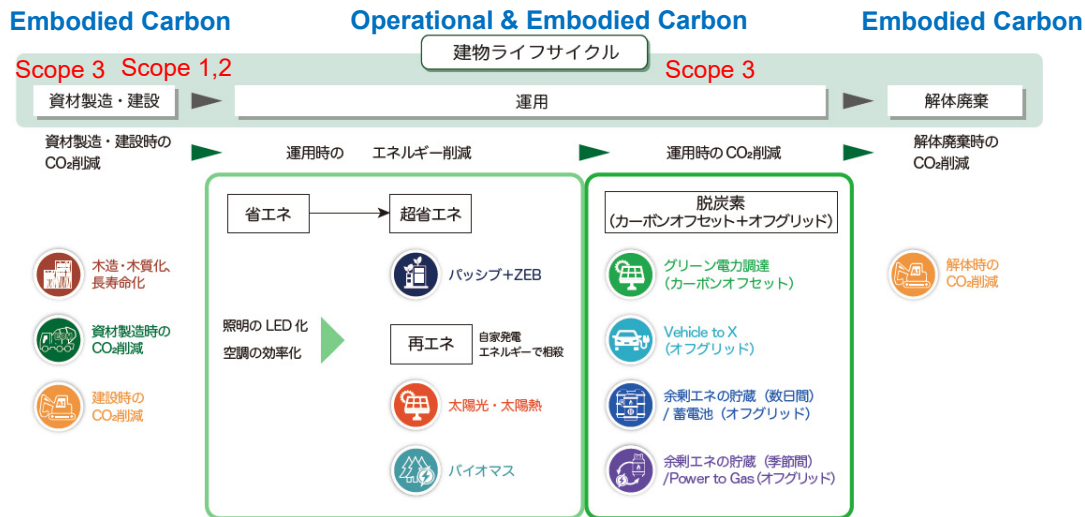 Embodied Carbon
Operational & Embodied Carbon
Embodied Carbon
建物ライフサイクル
Scope 3
Scope 1,2
Scope 3
資材製造・建設
運用
解体廃棄
資材製造・建設時の
CO₂削減
運用時の エネルギー削減
運用時のCO₂削減
解体廃棄時の
CO₂削減
省エネ
超省エネ
脱炭素
(カーボンオフセット+オフグリッド)
木造・木質化、
長寿命化
パッシブ+ZEB
グリーン電力調達
(カーボンオフセット)
解体時の
CO₂削減
資材製造時の
CO₂削減
照明のLED化
空調の効率化
再エネ
自家発電
エネルギーで相殺
Vehicle to X
(オフグリッド)
建設時の
CO₂削減
太陽光・太陽熱
余剰エネの貯蔵(数日間)
/ 蓄電池(オフグリッド)
バイオマス
余剰エネの貯蔵(季節間)
/Power to Gas(オフグリッド)